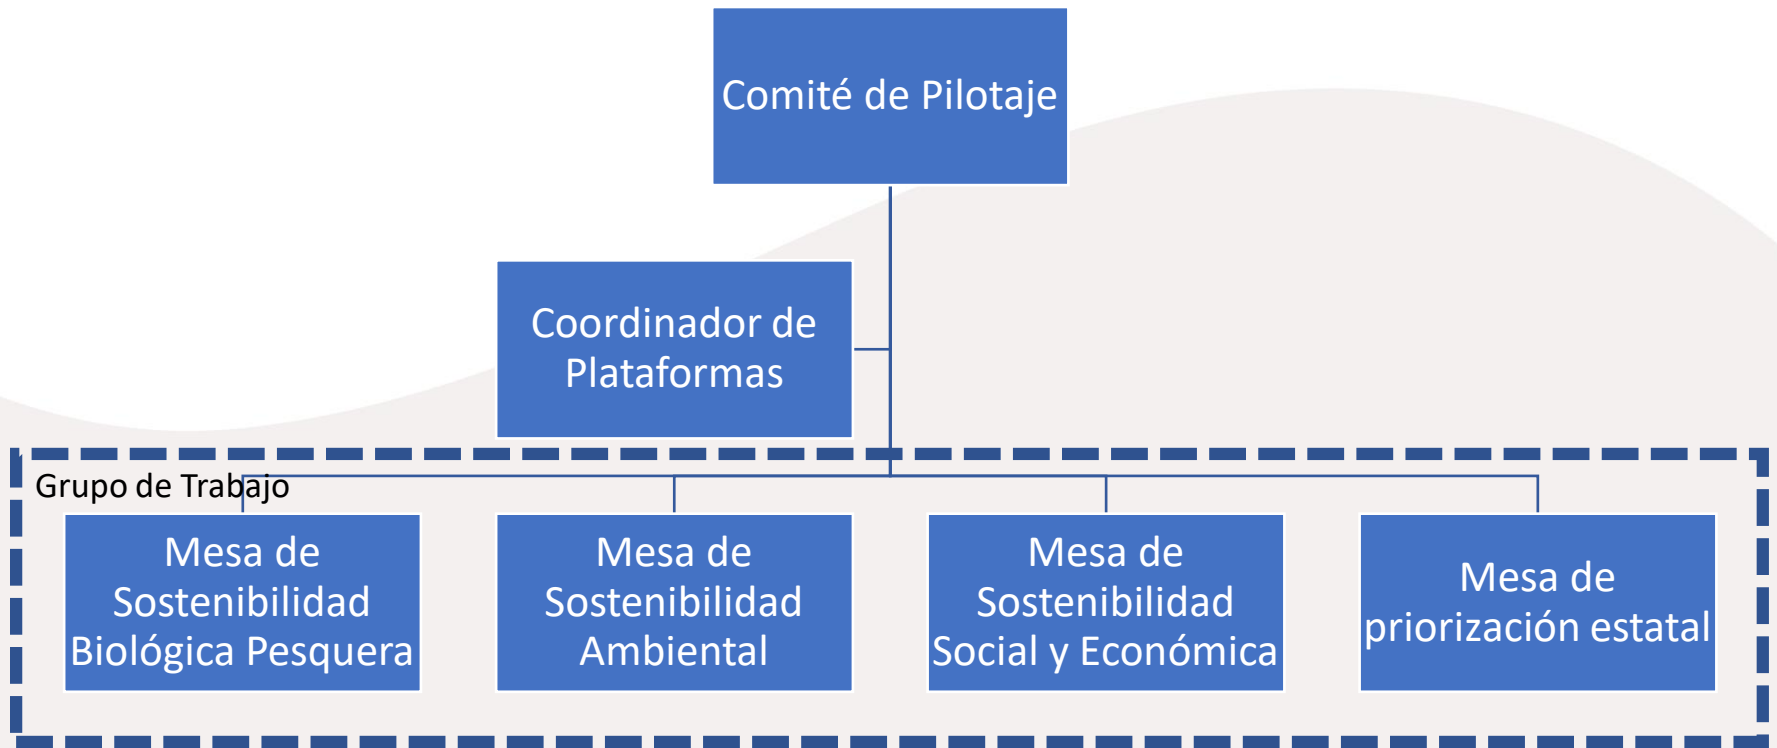 Comité de Pilotaje
Coordinador de
Plataformas
Grupo de Trabajo
Mesa de
Sostenibilidad
Biológica Pesquera
Mesa de
Sostenibilidad
Ambiental
Mesa de
Sostenibilidad
Social y Económica
Mesa de
priorización estatal